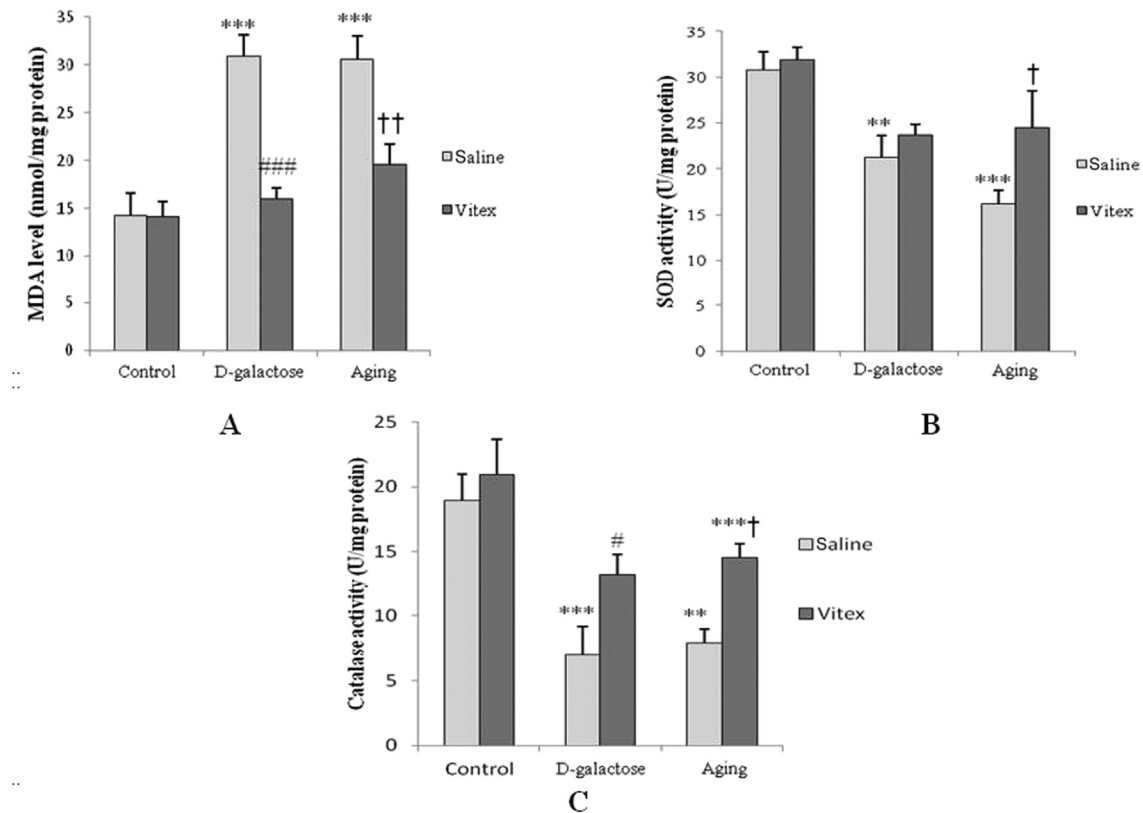 MDA level (nmol/mg protein)
35
30
25
20
15
10
5
0
***
###
***
††
Control
D-galactose
Aging
Saline
Vitex
A
SOD activity (U/mg protein)
35
30
25
20
15
10
5
0
**
***
†
Control
D-galactose
Aging
Saline
Vitex
B
Catalase activity (U/mg protein)
25
20
15
10
5
0
***
#
**
***†
Control
D-galactose
Aging
Saline
Vitex
C